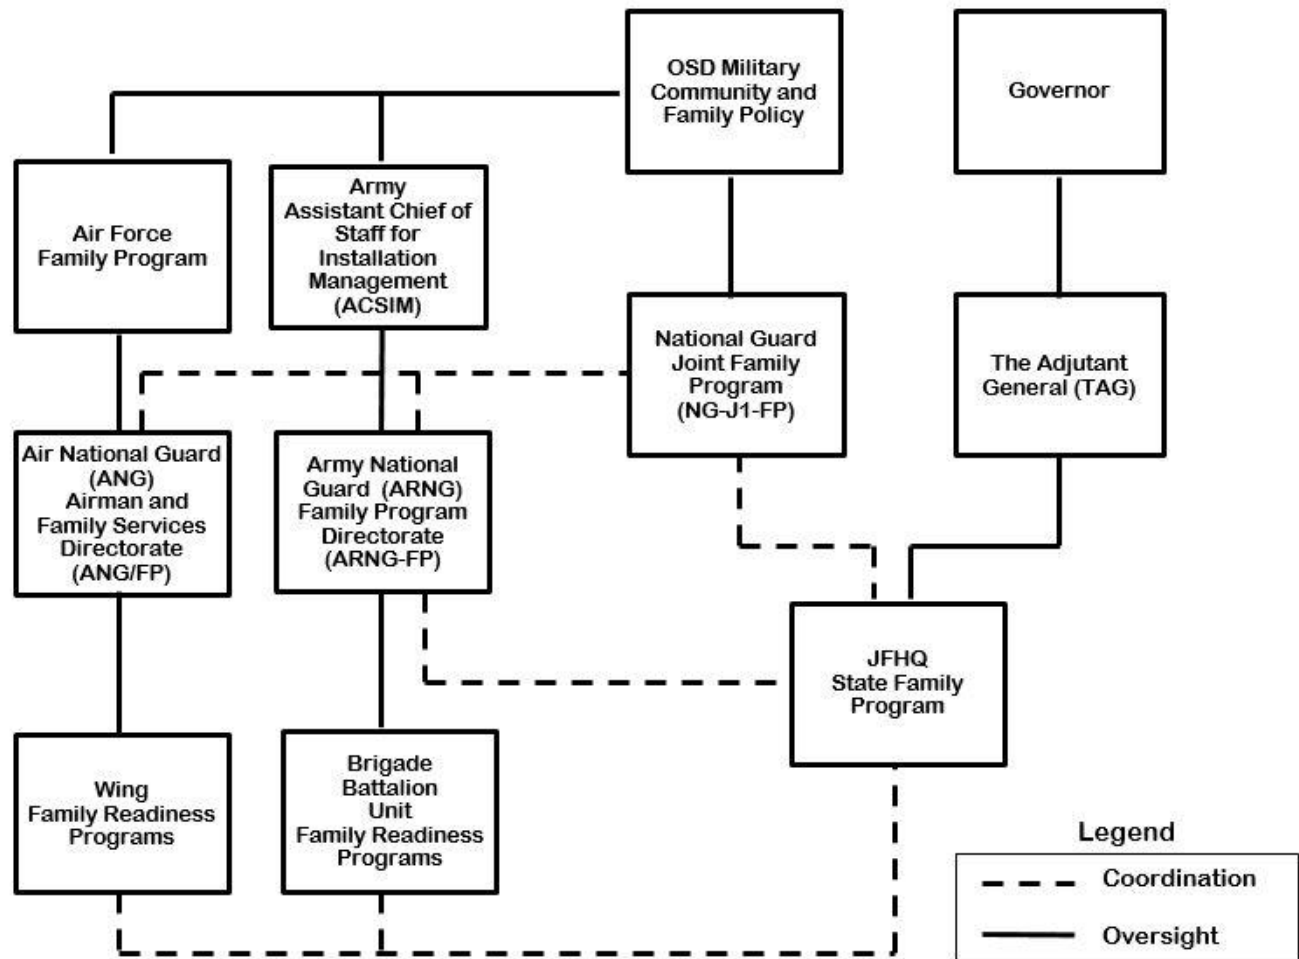 OSD Military
Community and
Family Policy
Governor
Air Force
Family Program
Army
Assistant Chief of
Staff for
Installation
Management
(ACSIM)
National Guard
Joint Family
Program
(NG-J1-FP)
The Adjutant
General (TAG)
Air National Guard
(ANG)
Airman and
Family Services
Directorate
(ANG/FP)
Army National
Guard (ARNG)
Family Program
Directorate
(ARNG-FP)
JFHQ
State Family
Program
Wing
Family Readiness
Programs
Brigade
Battalion
Unit
Family Readiness
Programs
Legend
Coordination
Oversight